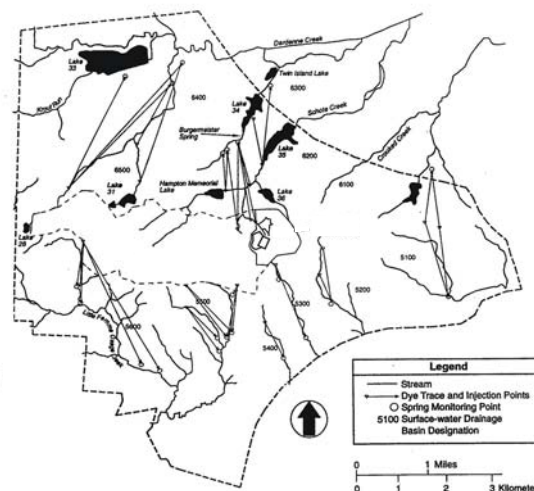 Dardenne Creek
Lake
33
Twin Island Lake
6400
6300
Lake
34
Schote Creek
Burgermeister
Spring
Lake
35
Crooked Creek
6200
6500
Lake
31
Hampton Memorial
Lake
Lake
36
6100
Lake
28
5100
5200
5300
5600
5400
Legend
Stream
Dye Trace and Injection Points
Spring Monitoring Point
5100 Surface-water Drainage
Basin Designation
0 1 Miles
0 1 2 3 Kilomete